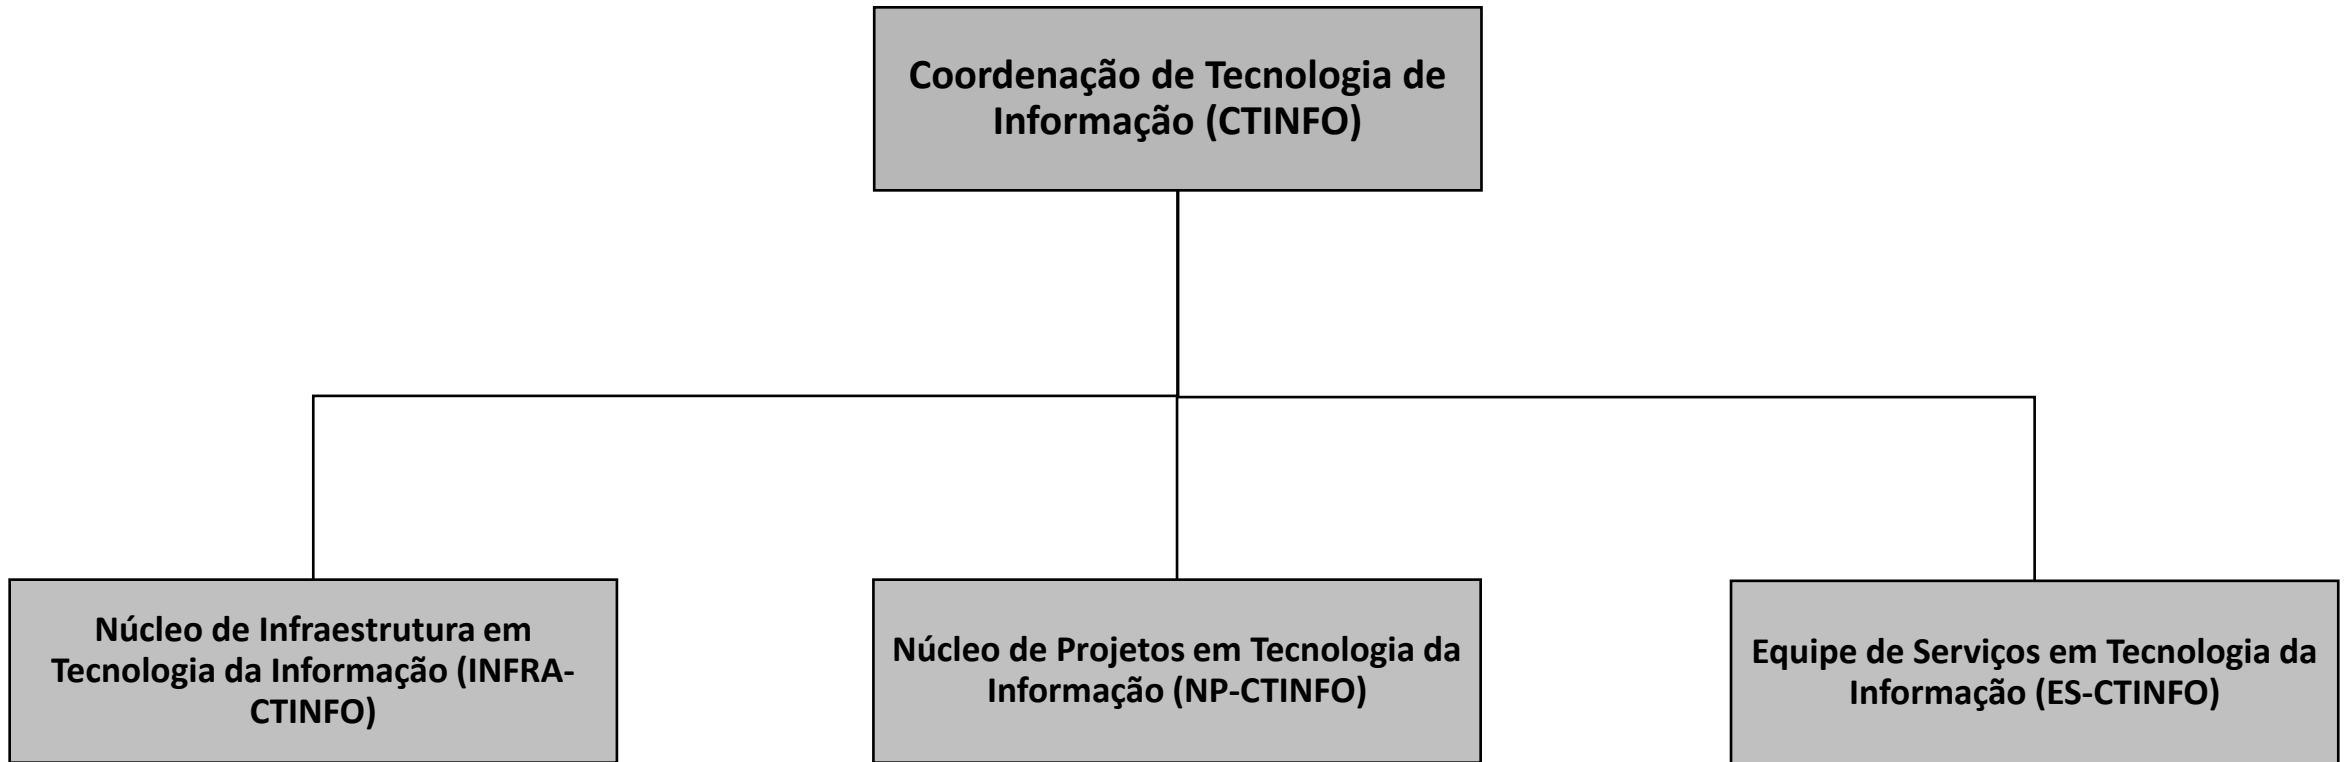 Coordenação de Tecnologia de
Informação (CTINFO)
Núcleo de Infraestrutura em
Tecnologia da Informação (INFRA-
CTINFO)
Núcleo de Projetos em Tecnologia da
Informação (NP-CTINFO)
Equipe de Serviços em Tecnologia da
Informação (ES-CTINFO)